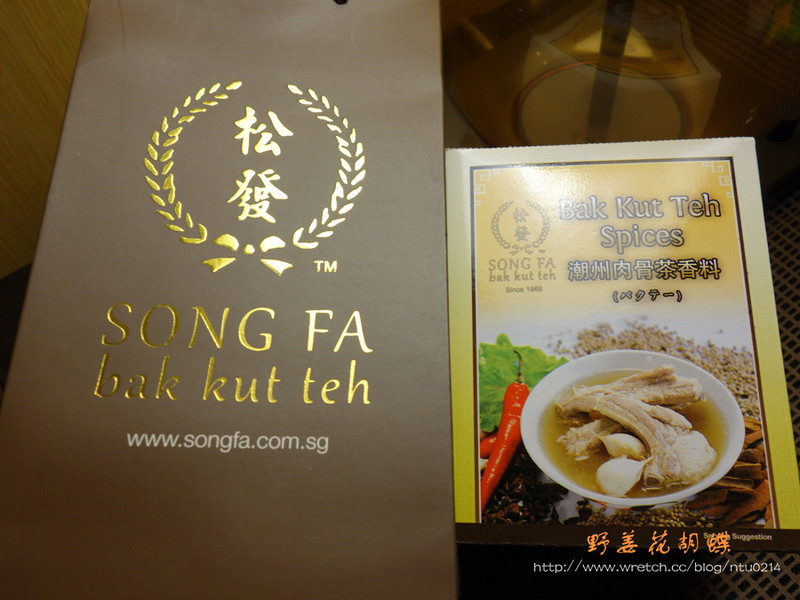 松
發
TM
SONG FA
bak kut teh
www.songfa.com.sg
Bak Kut Teh
Spices
潮州肉骨茶香料
(バクテー)
松
發
SONG FA
bak kut teh
Since 1969
Suggestion
野姜花胡蝶
http://www.wretch.cc/blog/ntu0214